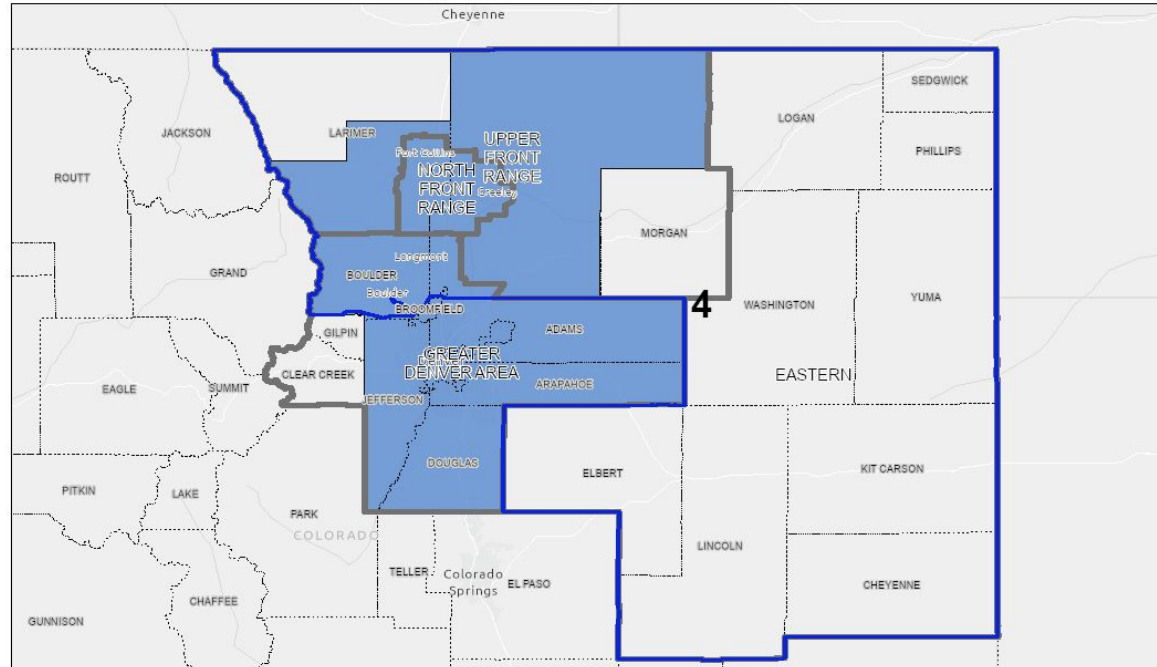 Cheyenne
SEDGWICK
LOGAN
JACKSON
LARIMER
UPPER
FRONT
RANGE
PHILLIPS
Fort Collins
NORTH
FRONT
RANGE
Greeley
ROUTT
MORGAN
Longmont
GRAND
BOULDER
Boulder
BROOMFIELD
4
WASHINGTON
YUMA
GILPIN
ADAMS
GREATER
DENVER AREA
Denver
CLEAR CREEK
ARAPAHOE
EASTERN
EAGLE
SUMMIT
JEFFERSON
DOUGLAS
ELBERT
KIT CARSON
PITKIN
LAKE
PARK
COLORADO
LINCOLN
TELLER
Colorado
Springs
EL PASO
CHEYENNE
CHAFFEE
GUNNISON